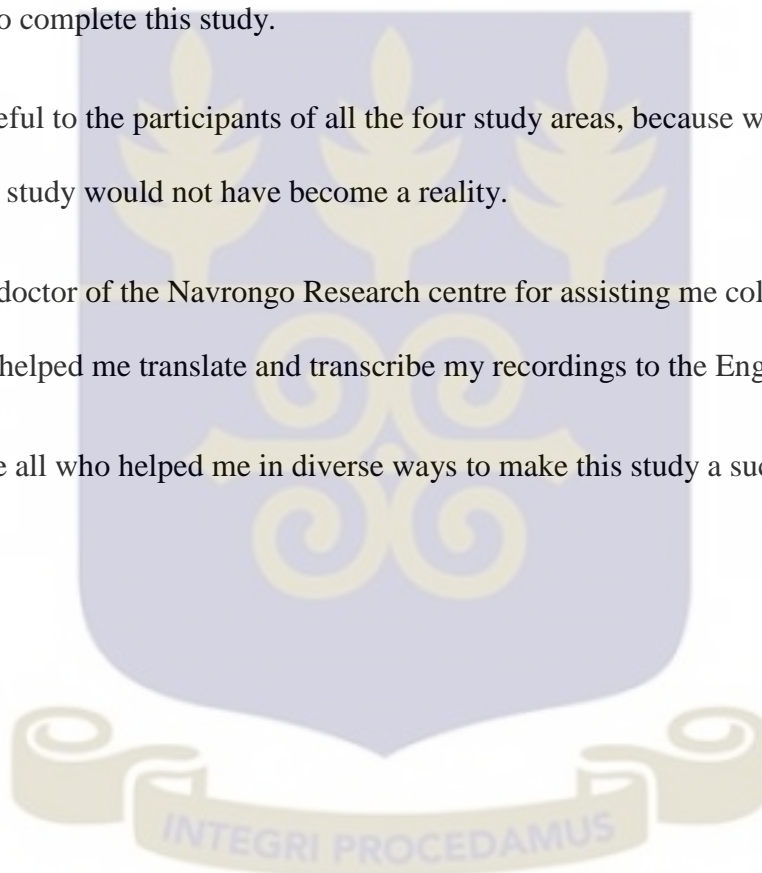 o complete this study.
eful to the participants of all the four study areas, because w
study would not have become a reality.
doctor of the Navrongo Research centre for assisting me col
helped me translate and transcribe my recordings to the Eng
e all who helped me in diverse ways to make this study a suc
INTEGRI PROCEDAMUS